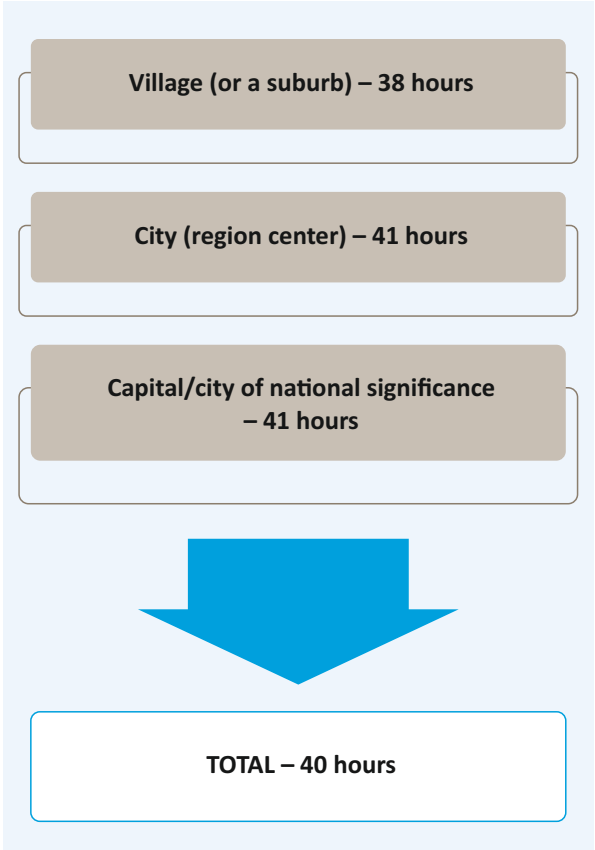 Village (or a suburb) – 38 hours
City (region center) – 41 hours
Capital/city of national significance
– 41 hours
TOTAL – 40 hours